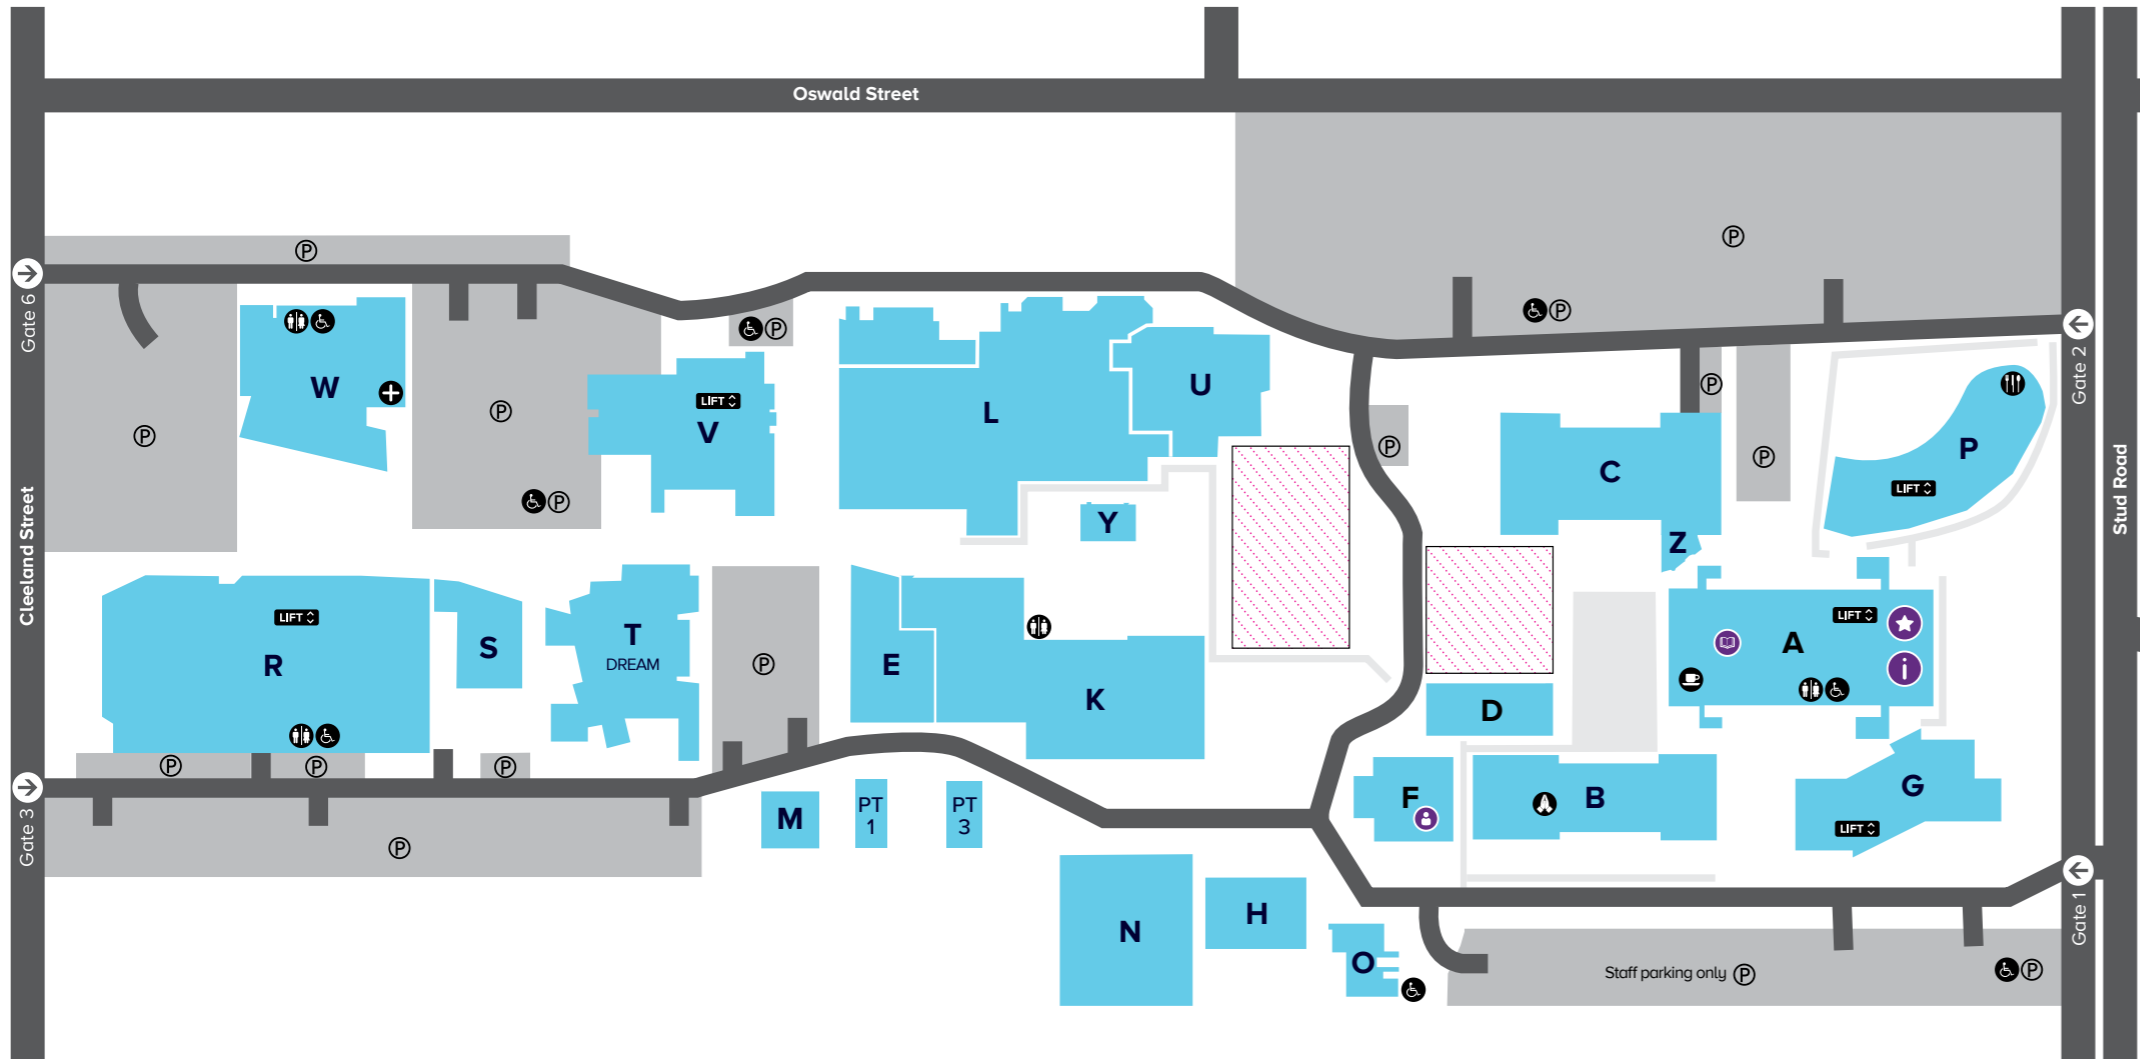 Oswald Street
P
P
Gate 6
P
P
LIFT
W
V
L
U
P
P
P
P
Gate 2
P
P
P
P
C
P
LIFT
Cleeland Street
P
Y
Z
Stud Road
LIFT
R
S
T
DREAM
P
E
K
D
A
LIFT
i
P
P
P
Gate 3
P
M
PT
1
PT
3
F
B
G
LIFT
N
H
O
Staff parking only P
P
Gate 1